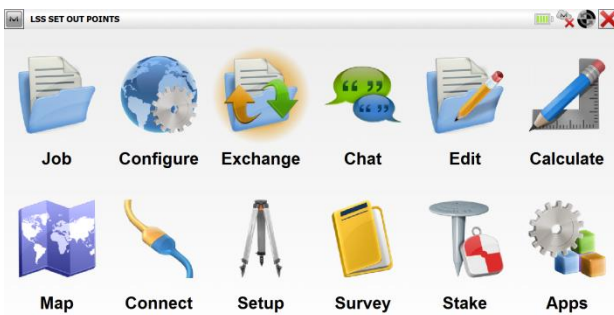 LSS SET OUT POINTS
Job Configure Exchange Chat Edit Calculate
Map Connect Setup Survey Stake Apps